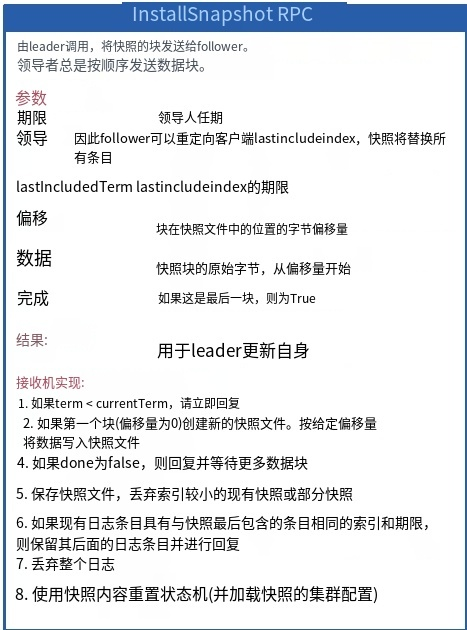 InstallSnapshot RPC
由leader调用，将快照的块发送给follower。
领导者总是按顺序发送数据块。
参数
期限 领导人任期
领导 因此follower可以重定向客户端lastincludeindex，快照将替换所
有条目
lastIncludedTerm lastincludeindex的期限
偏移 块在快照文件中的位置的字节偏移量
数据 快照块的原始字节，从偏移量开始
完成 如果这是最后一块，则为True
结果:
用于leader更新自身
接收机实现:
1. 如果term < currentTerm，请立即回复
2. 如果第一个块(偏移量为0)创建新的快照文件。按给定偏移量
将数据写入快照文件
4. 如果done为false，则回复并等待更多数据块
5. 保存快照文件，丢弃索引较小的现有快照或部分快照
6. 如果现有日志条目具有与快照最后包含的条目相同的索引和期限，
则保留其后面的日志条目并进行回复
7. 丢弃整个日志
8. 使用快照内容重置状态机(并加载快照的集群配置)